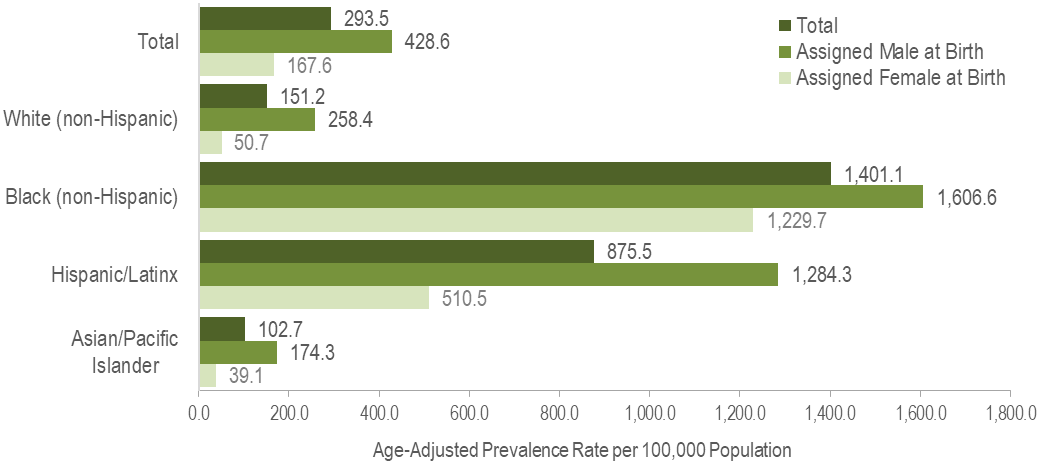 Total
Assigned Male at Birth
Assigned Female at Birth
Total
293.5
428.6
167.6
White (non-Hispanic)
151.2
258.4
50.7
Black (non-Hispanic)
1,401.1
1,606.6
1,229.7
Hispanic/Latinx
875.5
1,284.3
510.5
Asian/Pacific
Islander
102.7
174.3
39.1
0.0 200.0 400.0 600.0 800.0 1,000.0 1,200.0 1,400.0 1,600.0 1,800.0
Age-Adjusted Prevalence Rate per 100,000 Population